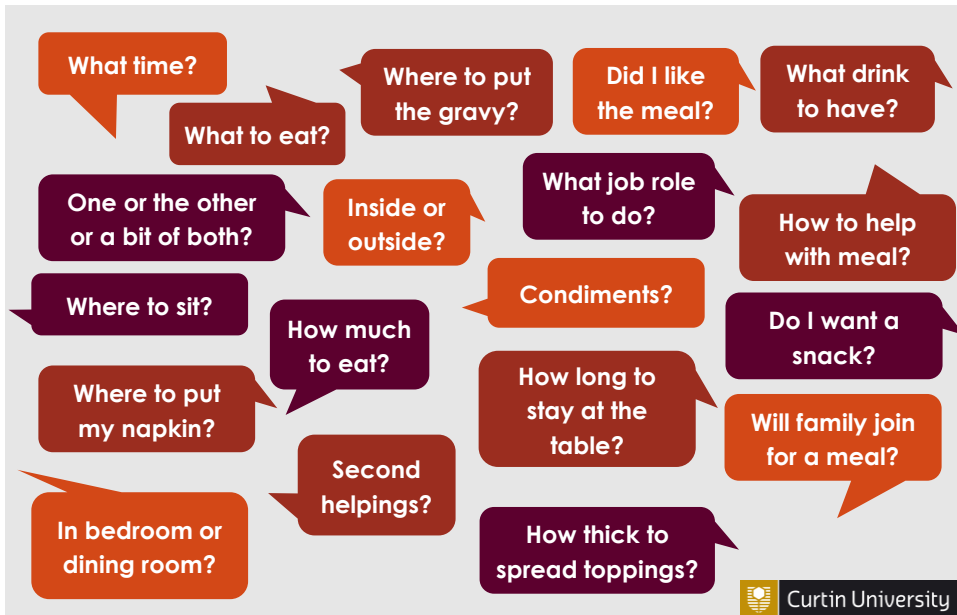 What time?
What to eat?
Where to put
the gravy?
Did I like
the meal?
What drink
to have?
One or the other
or a bit of both?
Inside or
outside?
What job role
to do?
How to help
with meal?
Where to sit?
How much
to eat?
Condiments?
Do I want a
snack?
Where to put
my napkin?
How long to
stay at the
table?
Will family join
for a meal?
Second
helpings?
In bedroom or
dining room?
How thick to
spread toppings?
Curtin University